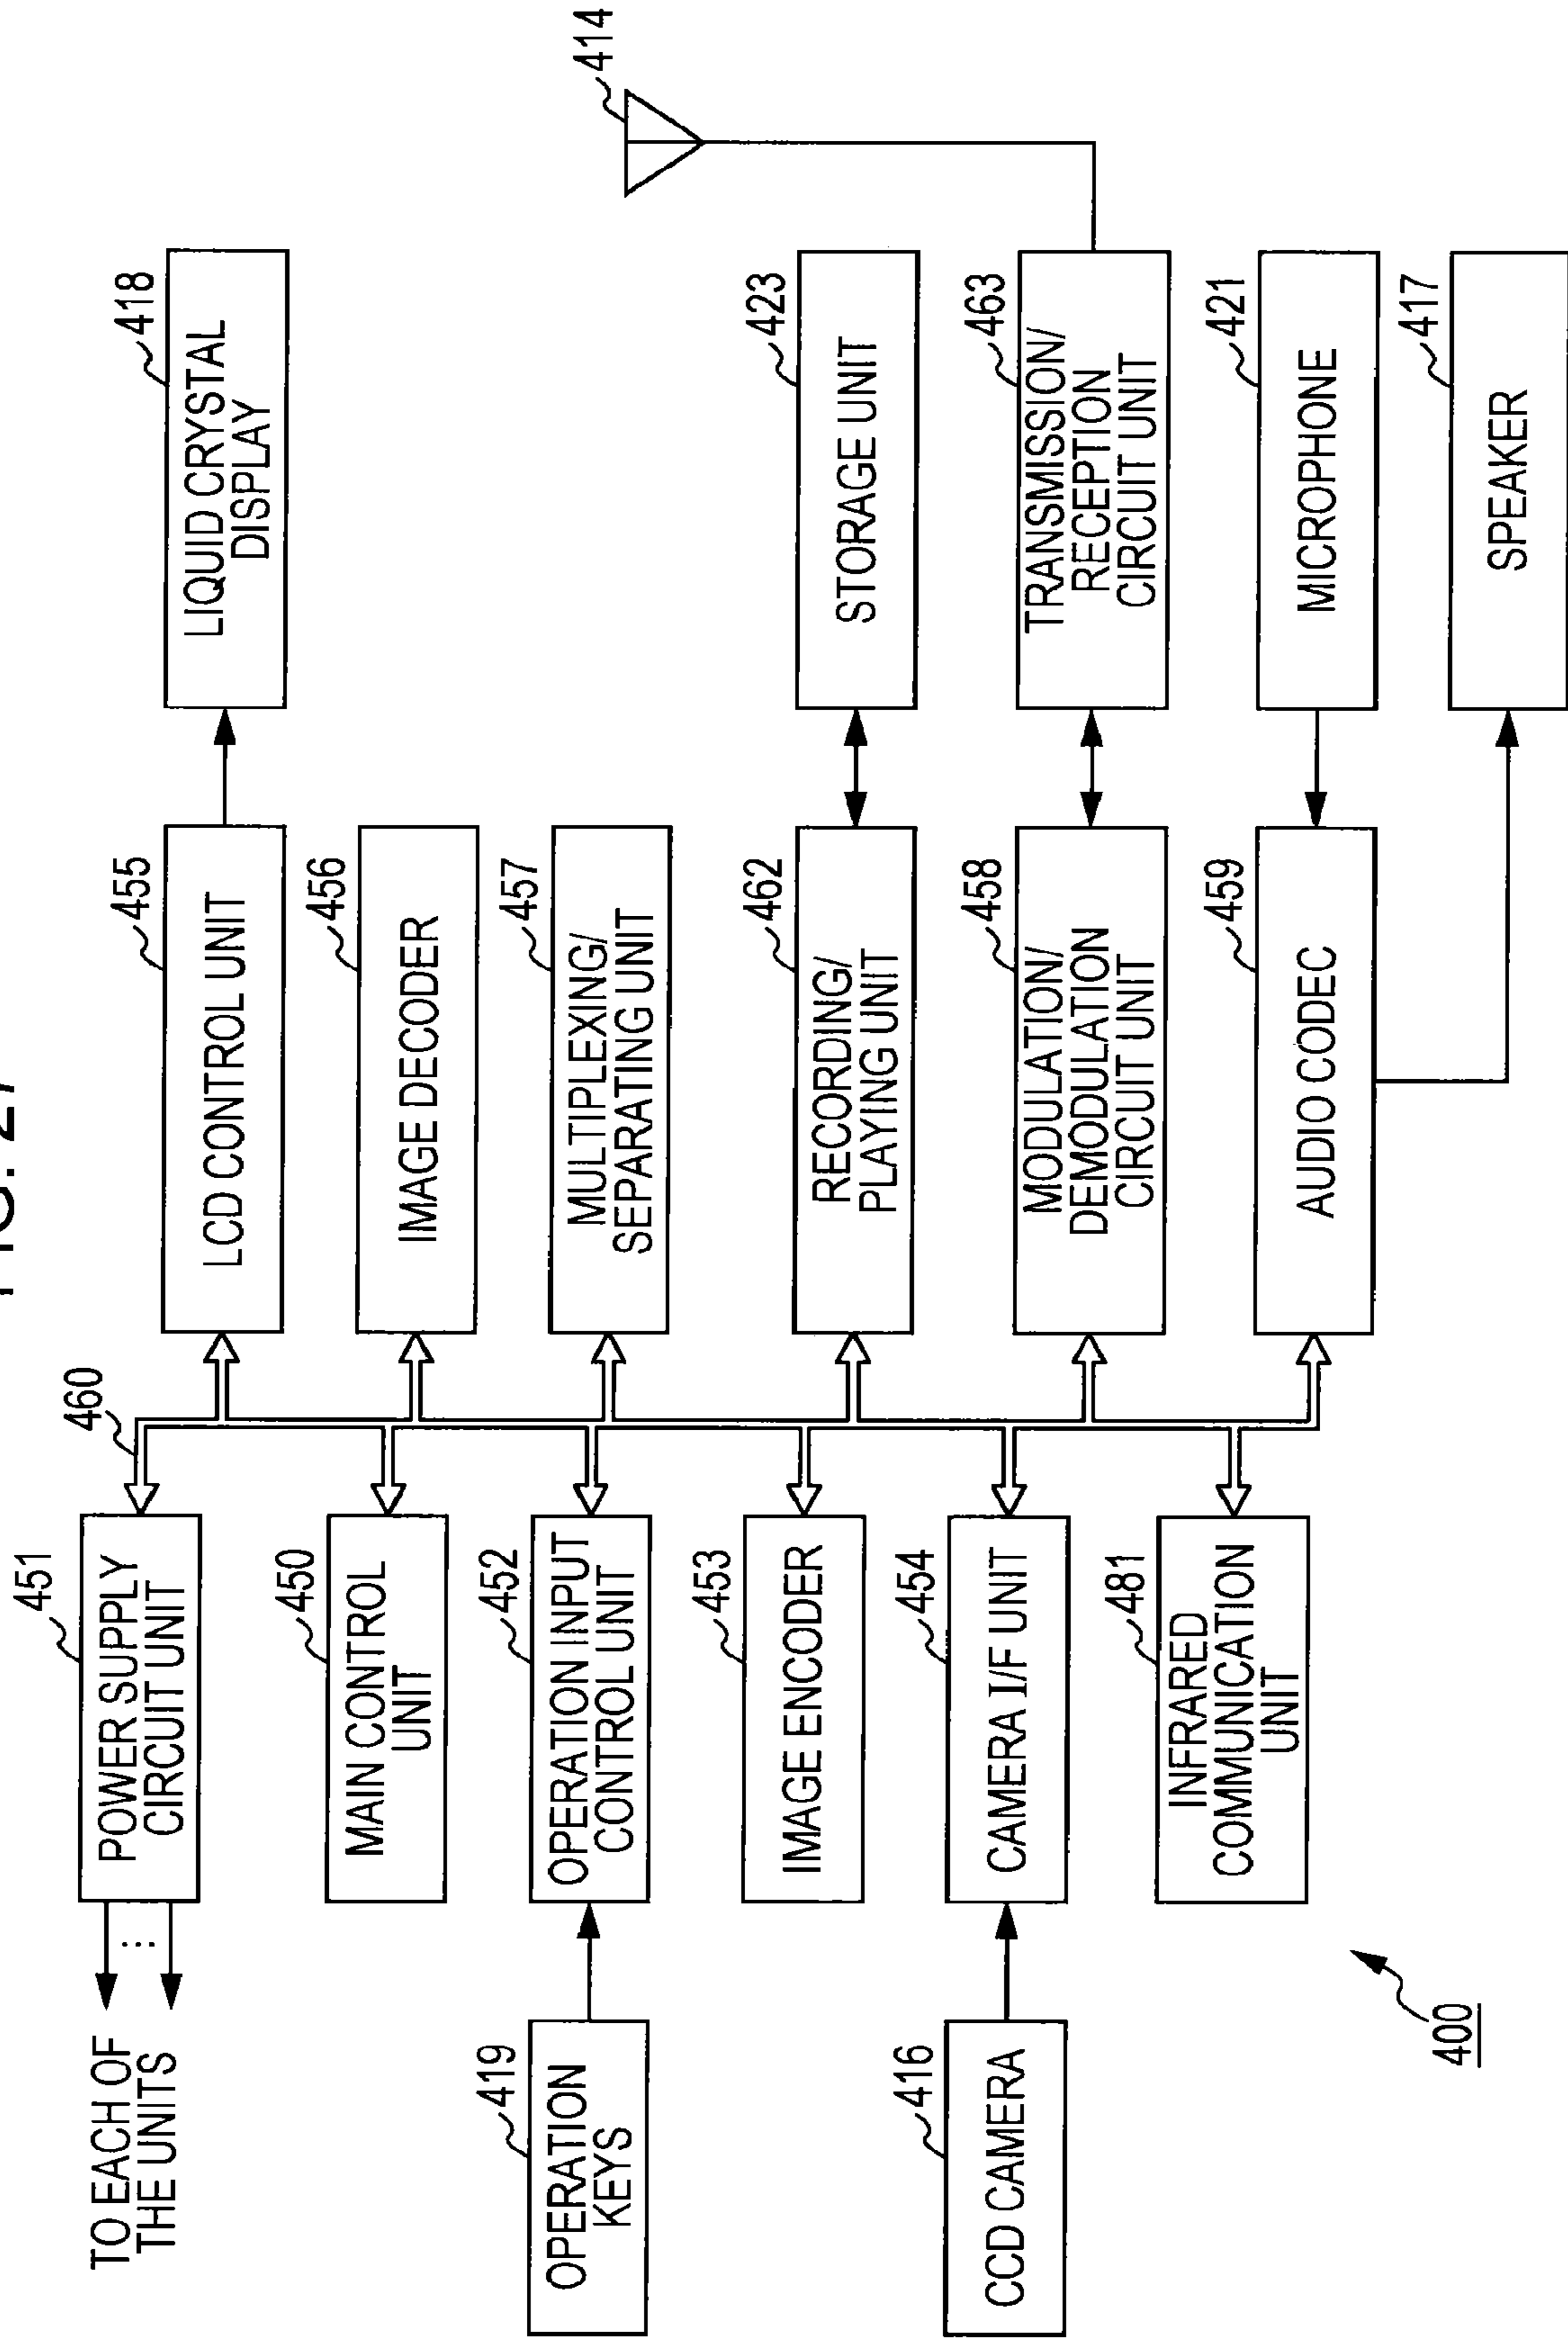 FIG. 27
TO EACH OF
THE UNITS
451
POWER SUPPLY
CIRCUIT UNIT
460
455
LCD CONTROL UNIT
418
LIQUID CRYSTAL
DISPLAY
450
MAIN CONTROL
UNIT
456
IMAGE DECODER
419
OPERATION
KEYS
452
OPERATION INPUT
CONTROL UNIT
457
MULTIPLEXING/
SEPARATING UNIT
414
453
IMAGE ENCODER
462
RECORDING/
PLAYING UNIT
423
STORAGE UNIT
416
CCD CAMERA
454
CAMERA I/F UNIT
458
MODULATION/
DEMODULATION
CIRCUIT UNIT
463
TRANSMISSION/
RECEPTION
CIRCUIT UNIT
481
INFRARED
COMMUNICATION
UNIT
459
AUDIO CODEC
421
MICROPHONE
417
SPEAKER
400